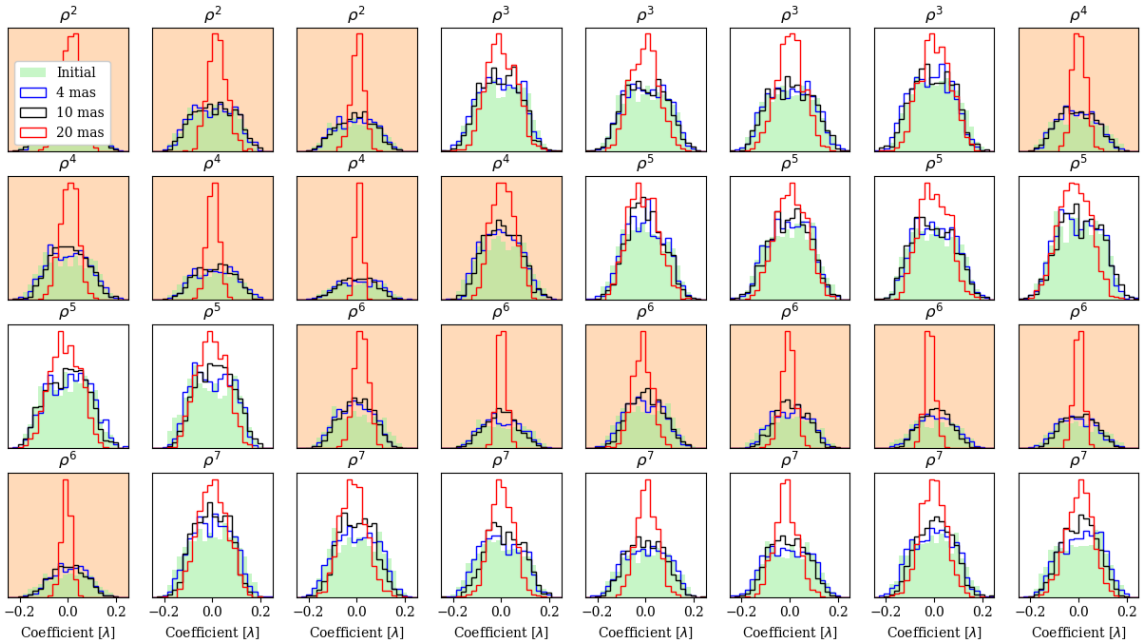 ρ² ρ² ρ² ρ³ ρ³ ρ³ ρ³ ρ⁴
Initial
4 mas
10 mas
20 mas
ρ⁴ ρ⁴ ρ⁴ ρ⁴ ρ⁵ ρ⁵ ρ⁵ ρ⁵
ρ⁵ ρ⁵ ρ⁶ ρ⁶ ρ⁶ ρ⁶ ρ⁶ ρ⁶
ρ⁶ ρ⁷ ρ⁷ ρ⁷ ρ⁷ ρ⁷ ρ⁷ ρ⁷
−0.2 0.0 0.2 −0.2 0.0 0.2 −0.2 0.0 0.2 −0.2 0.0 0.2 −0.2 0.0 0.2 −0.2 0.0 0.2 −0.2 0.0 0.2 −0.2 0.0 0.2
Coefficient [λ] Coefficient [λ] Coefficient [λ] Coefficient [λ] Coefficient [λ] Coefficient [λ] Coefficient [λ] Coefficient [λ]